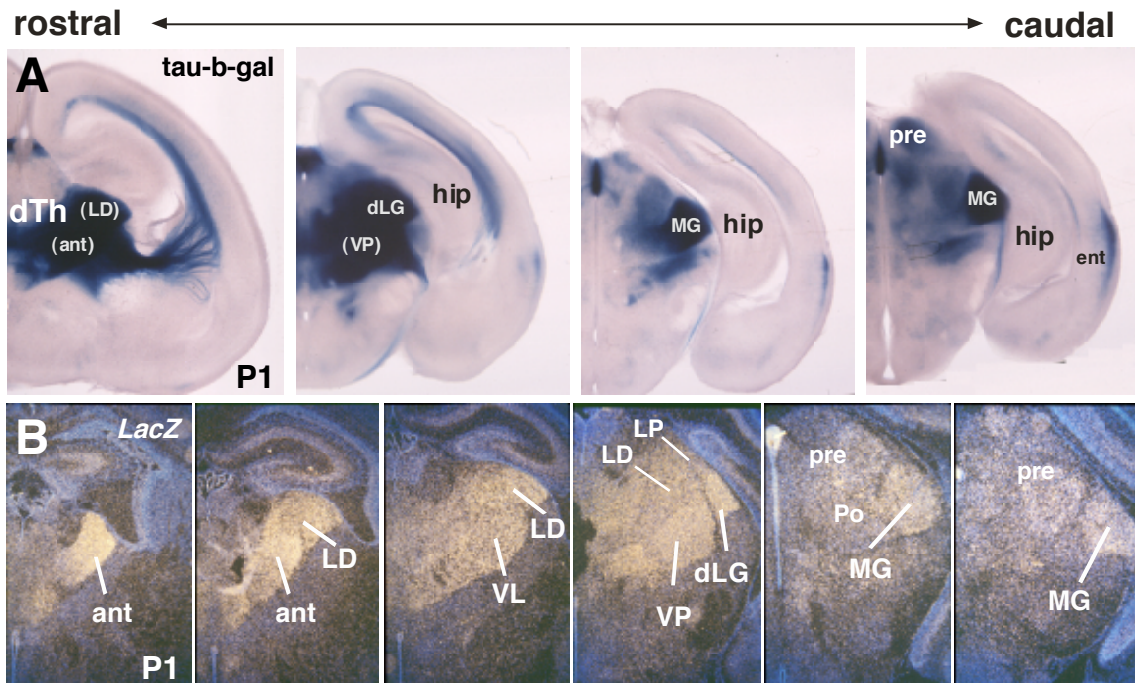 rostral
caudal
A
tau-b-gal
dTh
(LD)
(ant)
P1
hip
dLG
(VP)
MG
hip
pre
MG
hip
ent
B
LacZ
ant
P1
LD
ant
LD
VL
LP
LD
dLG
VP
pre
Po
MG
pre
MG